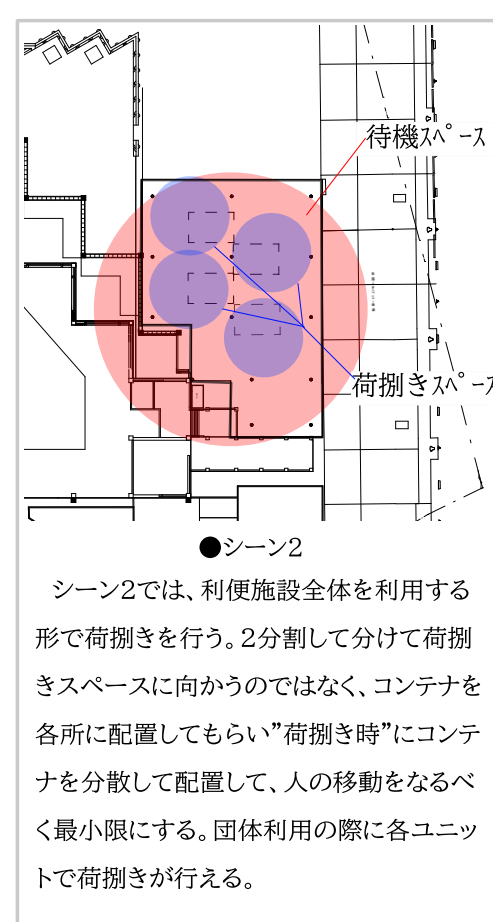 待機ｽﾍﾟｰｽ
荷捌きｽﾍﾟｰｽ
●シーン2
シーン2では、利便施設全体を利用する
形で荷捌きを行う。2分割して分けて荷捌
きスペースに向かうのではなく、コンテナを
各所に配置してもらい”荷捌き時”にコンテ
ナを分散して配置して、人の移動をなるべ
く最小限にする。団体利用の際に各ユニッ
トで荷捌きが行える。